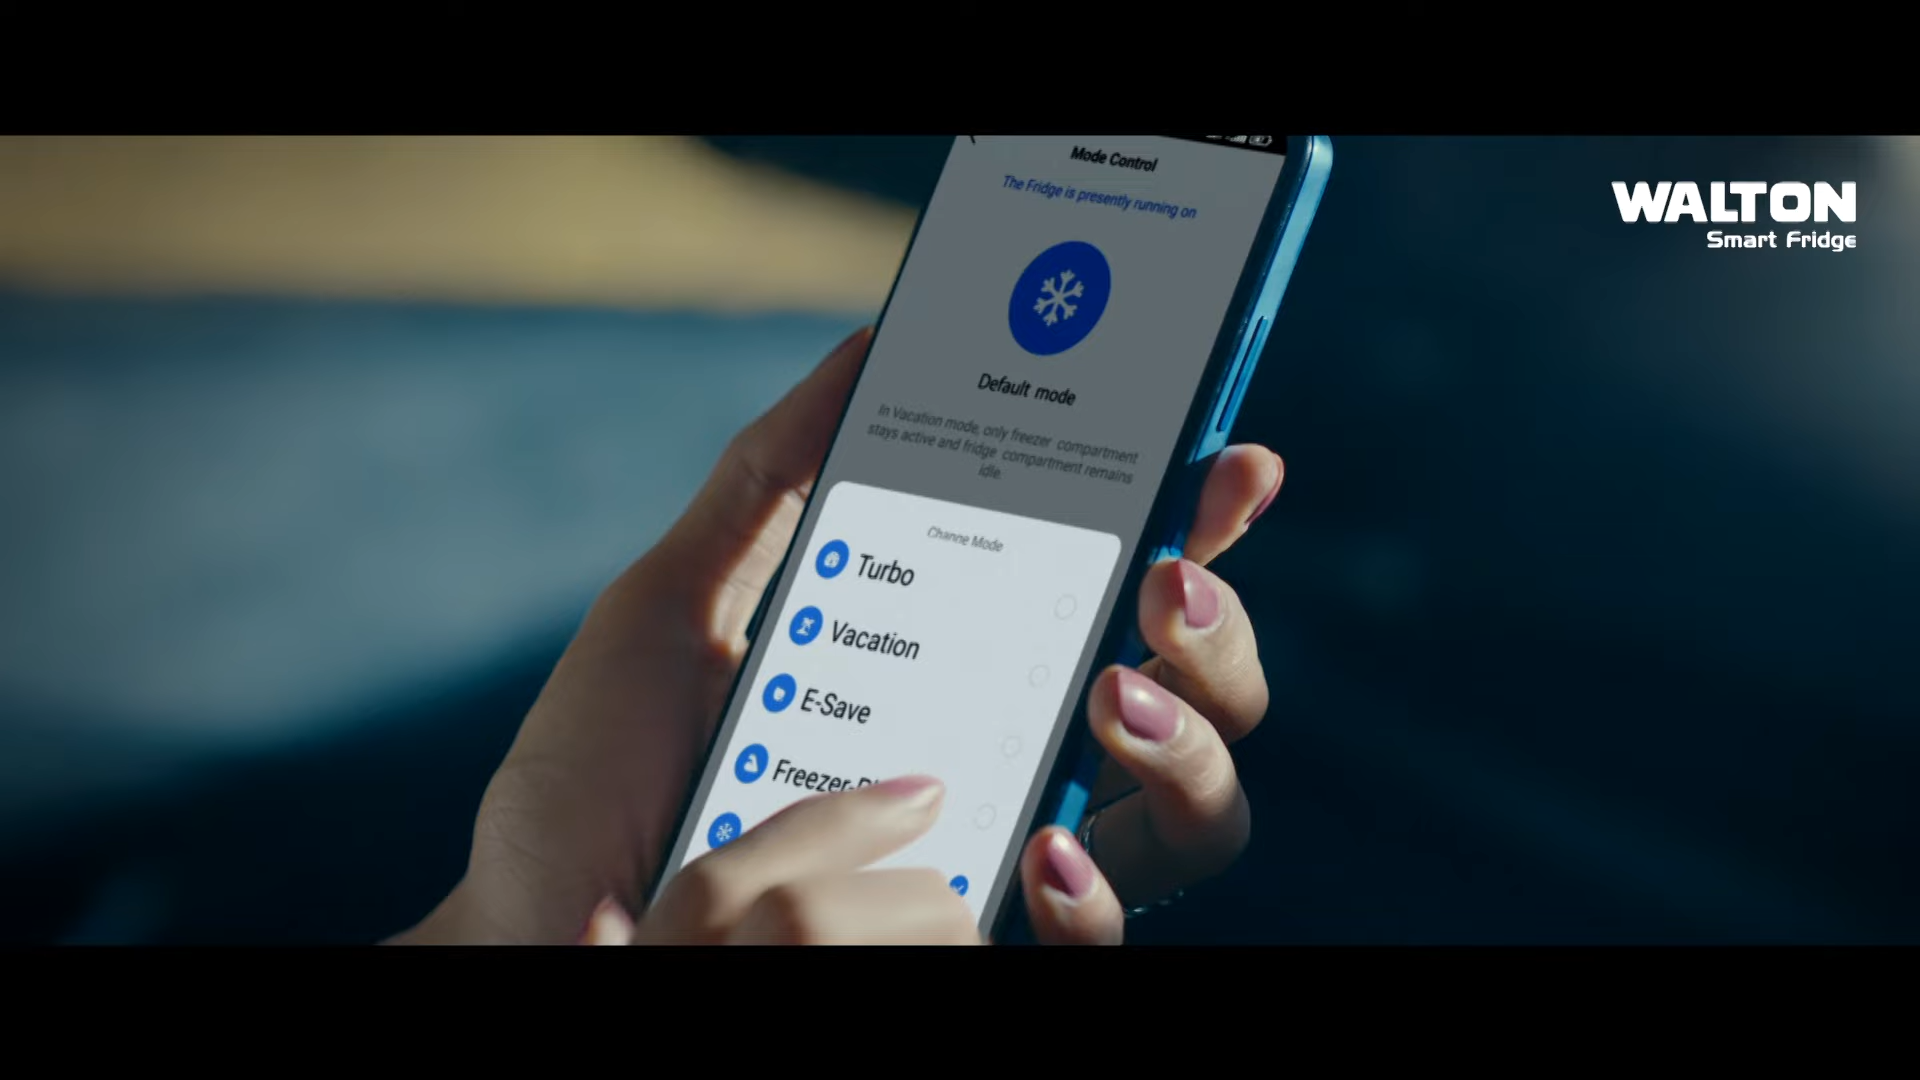 WALTON
Smart Fridge
Mode Control
The Fridge is presently running on
Default mode
In Vacation mode, only freezer compartment
stays active and fridge compartment remains
idle.
Channe Mode
Turbo
Vacation
E-Save